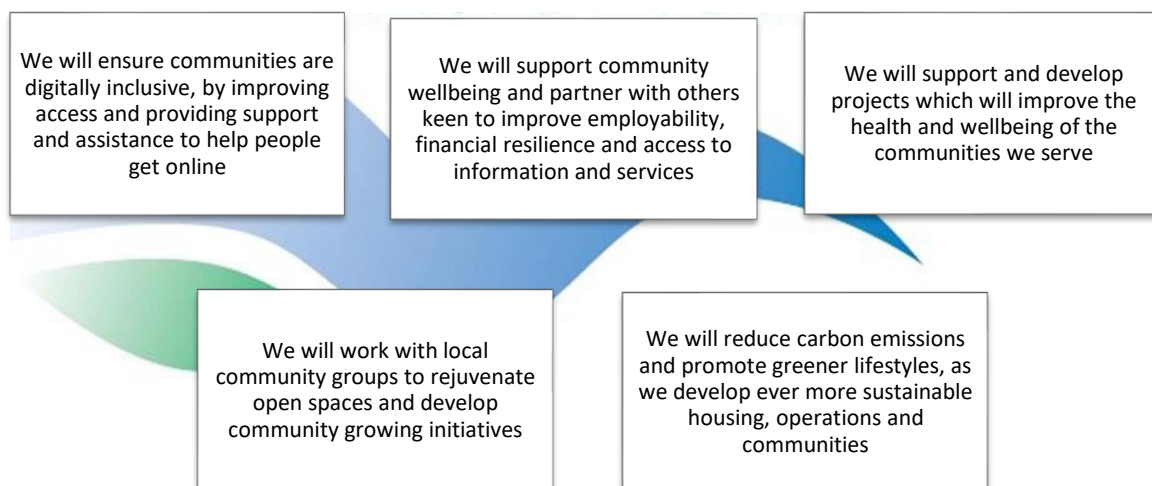 We will ensure communities are
digitally inclusive, by improving
access and providing support
and assistance to help people
get online
We will support community
wellbeing and partner with others
keen to improve employability,
financial resilience and access to
information and services
We will support and develop
projects which will improve the
health and wellbeing of the
communities we serve
We will work with local
community groups to rejuvenate
open spaces and develop
community growing initiatives
We will reduce carbon emissions
and promote greener lifestyles, as
we develop ever more sustainable
housing, operations and
communities